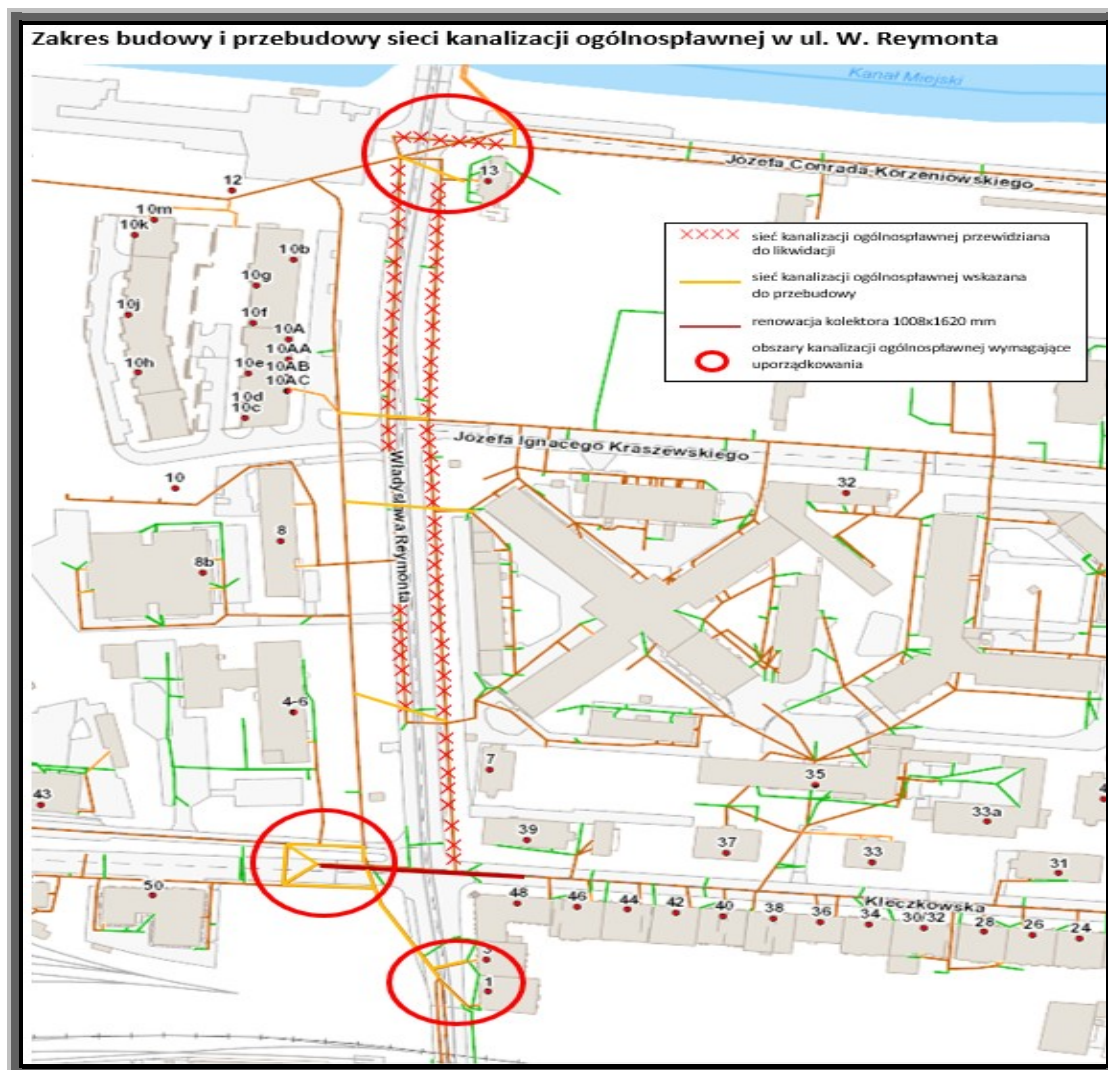 Zakres budowy i przebudowy sieci kanalizacji ogólnospławnej w ul. W. Reymonta
Kanał Miejski
Józefa Conrada-Korzeniowskiego
13
12
10m
10k
10b
10g
10j
10f
10A
10AA
10h
10e
10AB
10AC
10d
10c
XXXX sieć kanalizacji ogólnospławnej przewidziana
do likwidacji
sieć kanalizacji ogólnospławnej wskazana
do przebudowy
renowacja kolektora 1008x1620 mm
obszary kanalizacji ogólnospławnej wymagające
uporządkowania
Józefa Ignacego Kraszewskiego
Władysława Reymonta
10
32
8
8b
4-6
7
35
43
33a
4
39
37
33
31
50
48
46
44
42
40
38
36
34
30/32
28
26
24
Kleczkowska
3
1